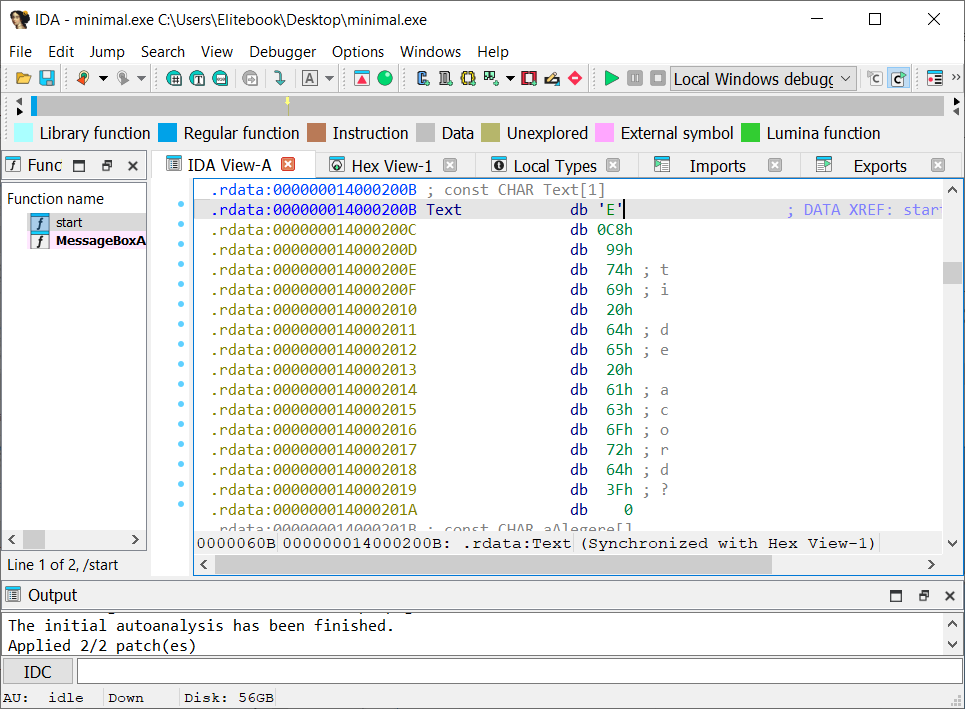 IDA - minimal.exe C:\Users\Elitebook\Desktop\minimal.exe
File Edit Jump Search View Debugger Options Windows Help
Local Windows debugg
Library function Regular function Instruction Data Unexplored External symbol Lumina function
Func IDA View-A Hex View-1 Local Types Imports Exports
Function name
start
MessageBoxA
Line 1 of 2, /start
.rdata:000000014000200B ; const CHAR Text[1]
.rdata:000000014000200B Text db 'E' ; DATA XREF: star
.rdata:000000014000200C db 0C8h
.rdata:000000014000200D db 99h
.rdata:000000014000200E db 74h ; t
.rdata:000000014000200F db 69h ; i
.rdata:0000000140002010 db 20h
.rdata:0000000140002011 db 64h ; d
.rdata:0000000140002012 db 65h ; e
.rdata:0000000140002013 db 20h
.rdata:0000000140002014 db 61h ; a
.rdata:0000000140002015 db 63h ; c
.rdata:0000000140002016 db 6Fh ; o
.rdata:0000000140002017 db 72h ; r
.rdata:0000000140002018 db 64h ; d
.rdata:0000000140002019 db 3Fh ; ?
.rdata:000000014000201A db 0
.rdata:000000014000201B ; const CHAR aAlegere[]
0000060B 000000014000200B: .rdata:Text (Synchronized with Hex View-1)
Output
The initial autoanalysis has been finished.
Applied 2/2 patch(es)
IDC
AU: idle Down Disk: 56GB